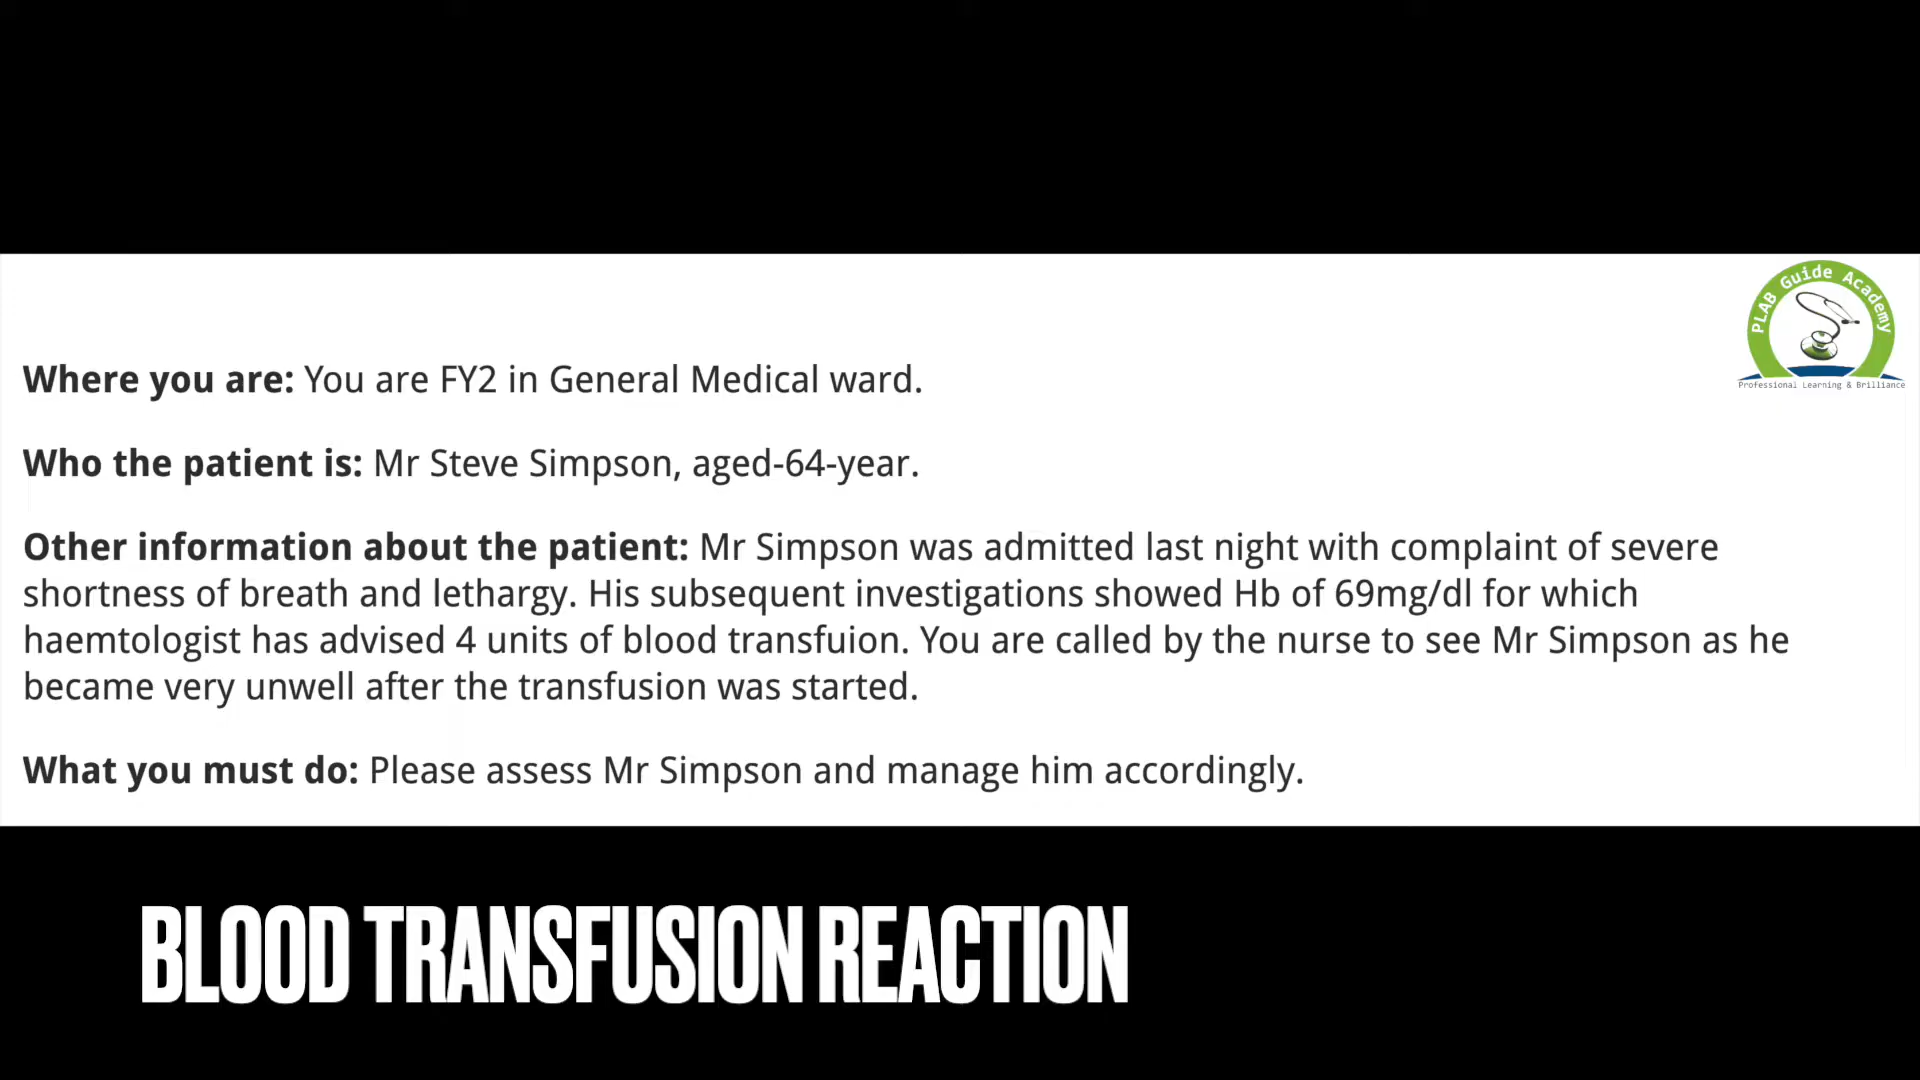 PLAB Guide Academy
Professional Learning & Brilliance
Where you are: You are FY2 in General Medical ward.
Who the patient is: Mr Steve Simpson, aged-64-year.
Other information about the patient: Mr Simpson was admitted last night with complaint of severe
shortness of breath and lethargy. His subsequent investigations showed Hb of 69mg/dl for which
haemtologist has advised 4 units of blood transfuion. You are called by the nurse to see Mr Simpson as he
became very unwell after the transfusion was started.
What you must do: Please assess Mr Simpson and manage him accordingly.
BLOOD TRANSFUSION REACTION